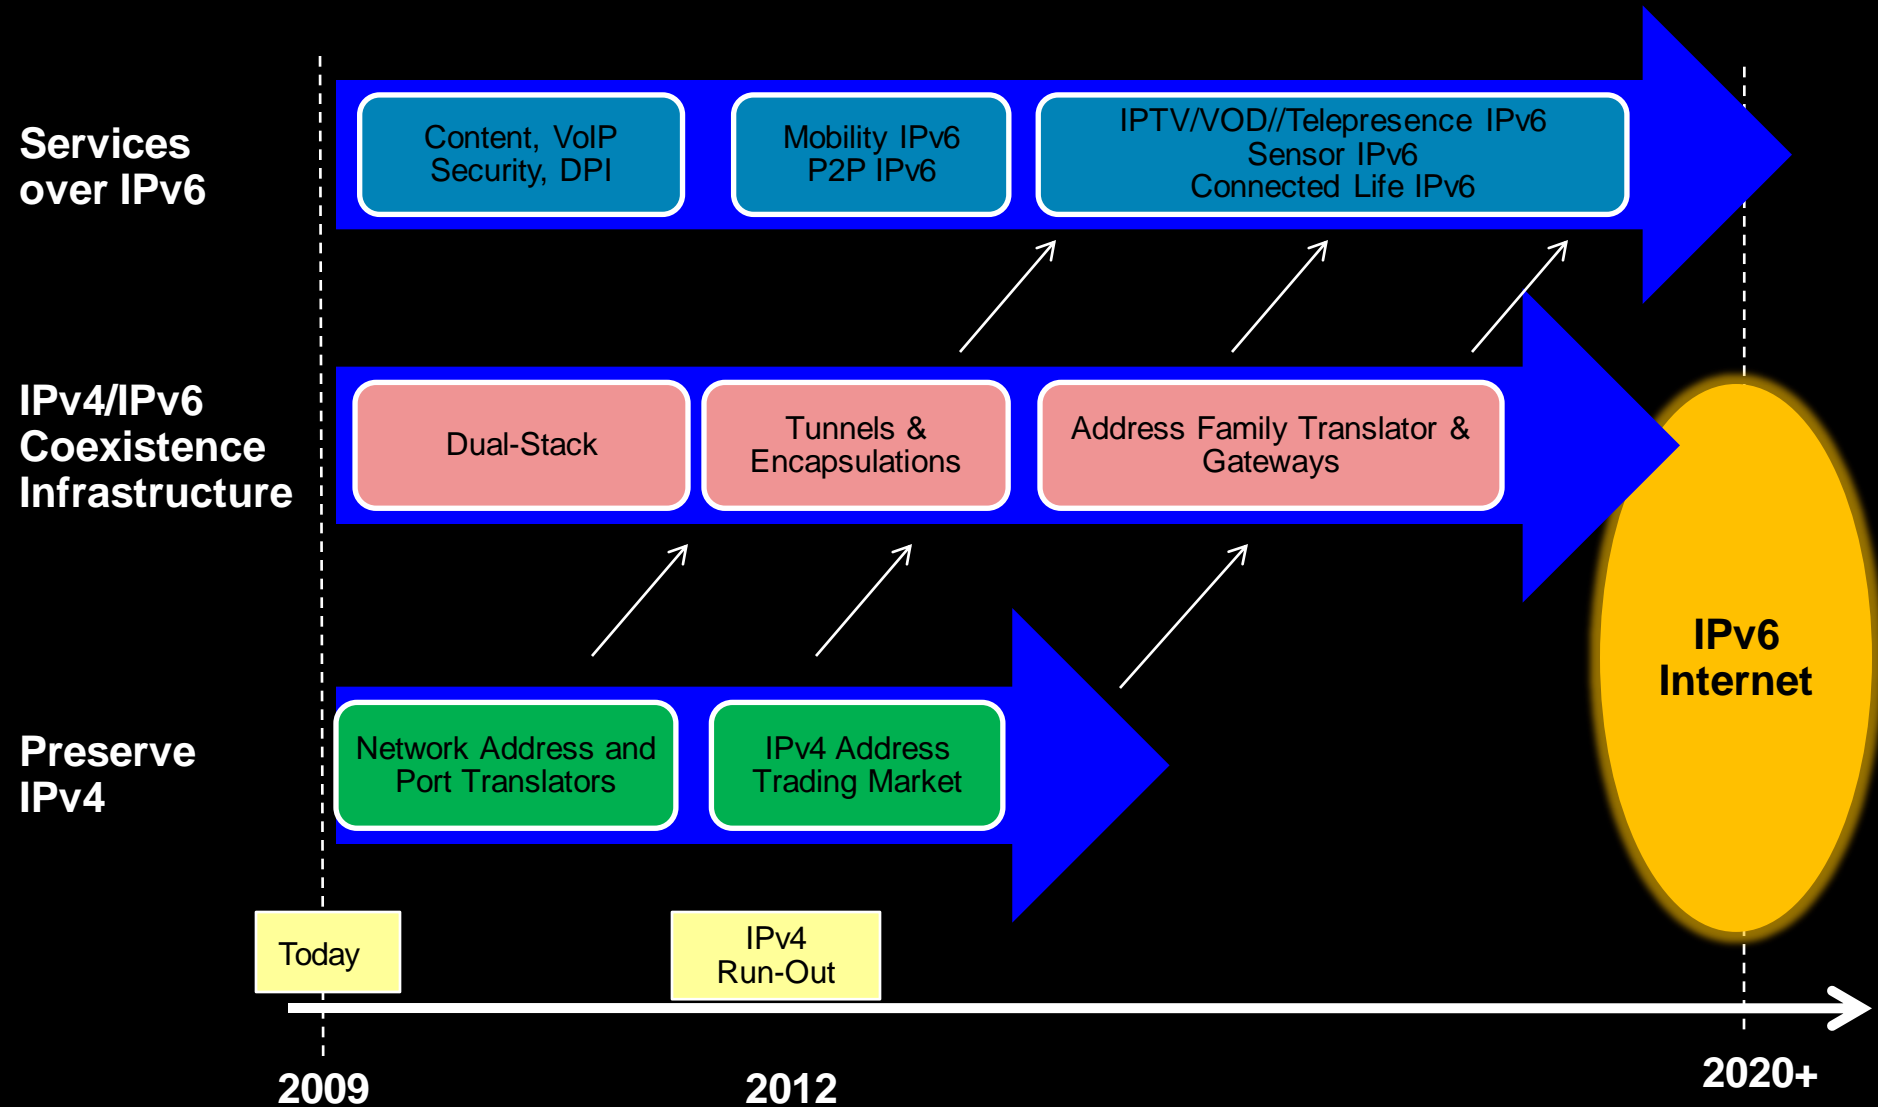 Services
over IPv6
Content, VoIP
Security, DPI
Mobility IPv6
P2P IPv6
IPTV/VOD//Telepresence IPv6
Sensor IPv6
Connected Life IPv6
IPv4/IPv6
Coexistence
Infrastructure
Dual-Stack
Tunnels &
Encapsulations
Address Family Translator &
Gateways
IPv6
Internet
Preserve
IPv4
Network Address and
Port Translators
IPv4 Address
Trading Market
Today
IPv4
Run-Out
2009
2012
2020+